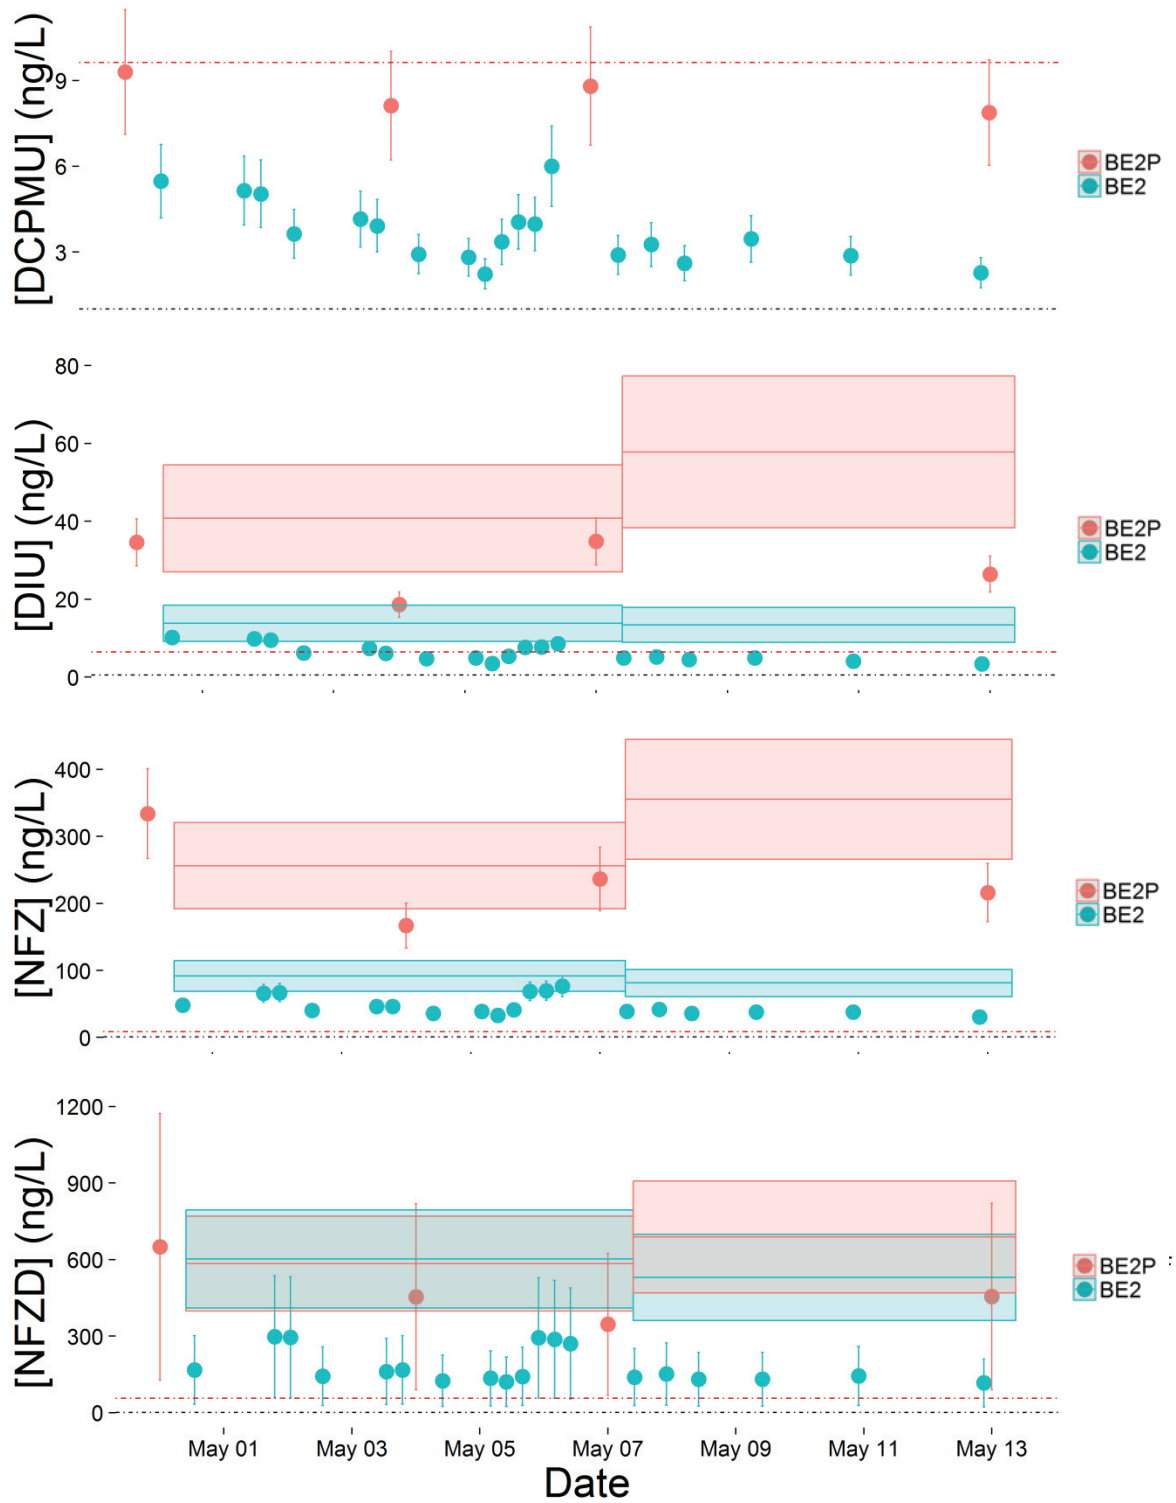 [DCPMU] (ng/L)
9
6
3
BE2P
BE2
[DIU] (ng/L)
80
60
40
20
0
BE2P
BE2
[NFZ] (ng/L)
400
300
200
100
0
BE2P
BE2
[NFZD] (ng/L)
1200
900
600
300
0
BE2P
BE2
May 01 May 03 May 05 May 07 May 09 May 11 May 13
Date